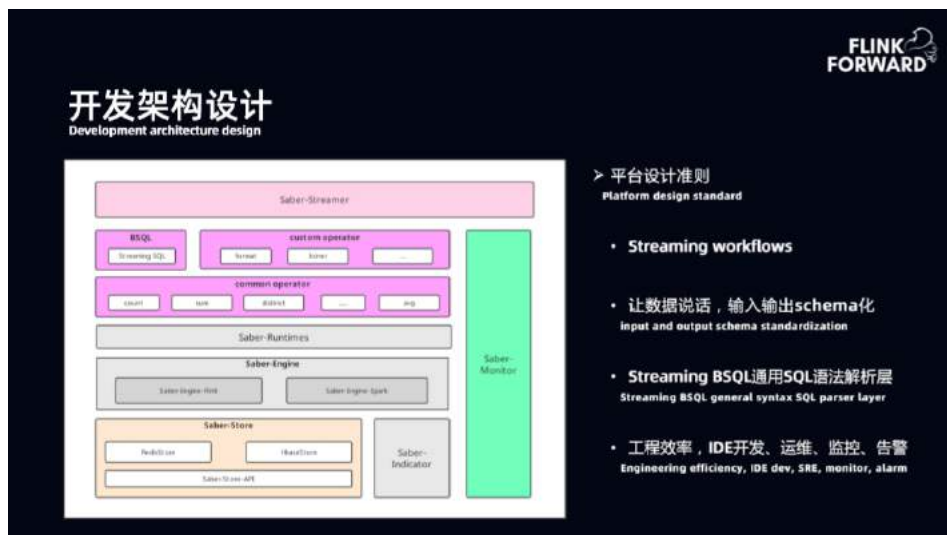 FLINK
FORWARD
开发架构设计
Development architecture design
Saber-Streamer
BSQL
Streaming SQL
custom operator
format
joiner
...
common operator
count
sum
distinct
....
avg
Saber-Runtimes
Saber-Engine
Saber-Engine-Flink
Saber-Engine-Spark
Saber-Store
RedisStore
HbaseStore
Saber-Store-API
Saber-
Indicator
Saber-
Monitor
➤ 平台设计准则
Platform design standard
• Streaming workflows
• 让数据说话，输入输出schema化
input and output schema standardization
• Streaming BSQL通用SQL语法解析层
Streaming BSQL general syntax SQL parser layer
• 工程效率，IDE开发、运维、监控、告警
Engineering efficiency, IDE dev, SRE, monitor, alarm